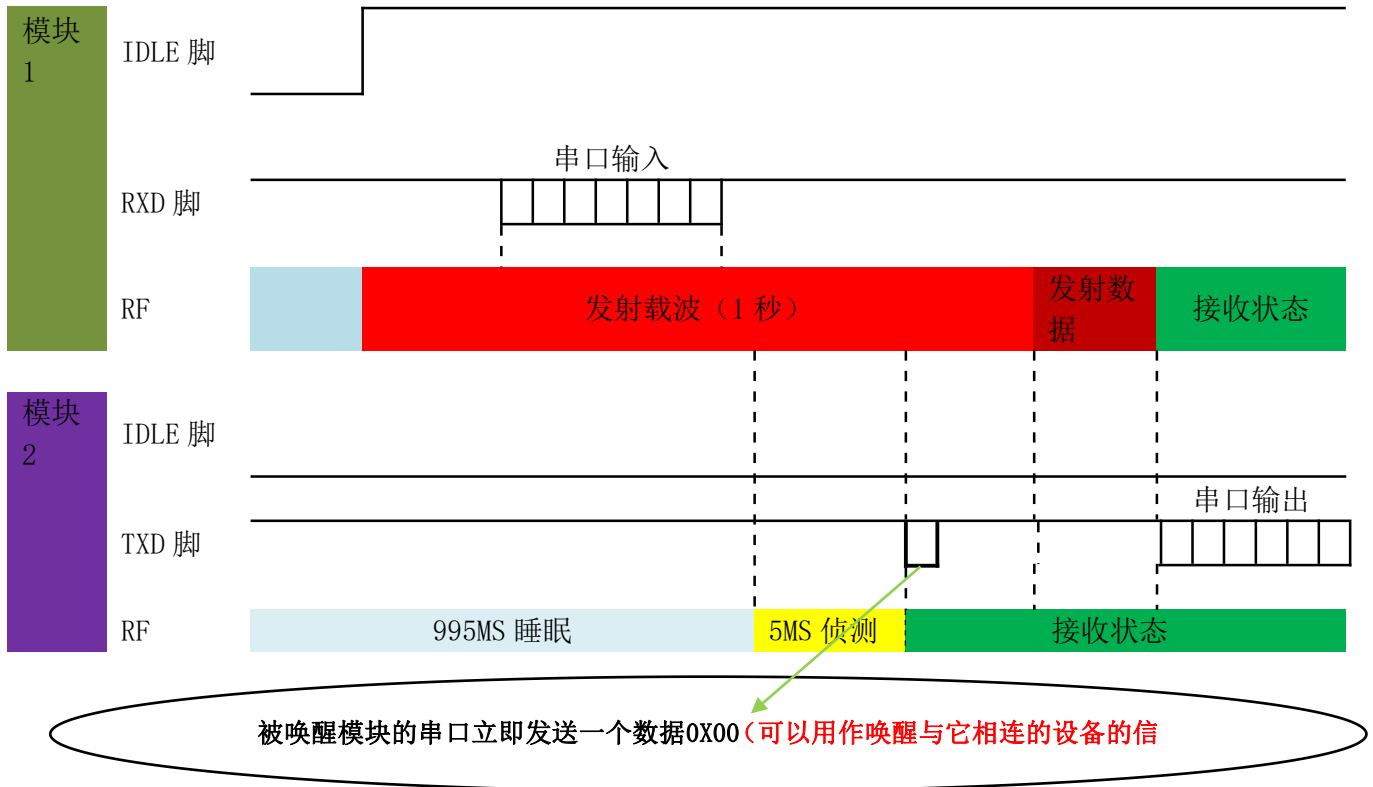 模块
1
IDLE 脚
串口输入
RXD 脚
RF
发射载波（1 秒）
发射数
据
接收状态
模块
2
IDLE 脚
串口输出
TXD 脚
RF
995MS 睡眠
5MS 侦测
接收状态
被唤醒模块的串口立即发送一个数据0X00（可以用作唤醒与它相连的设备的信